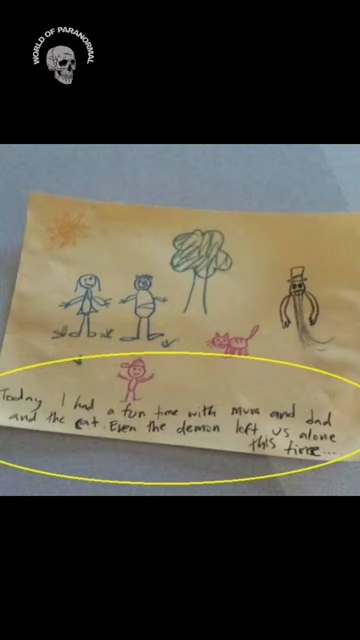 WORLD OF PARANORMAL
Today I had a fun time with mum and dad
and the cat. Even the demon left us alone
this time...